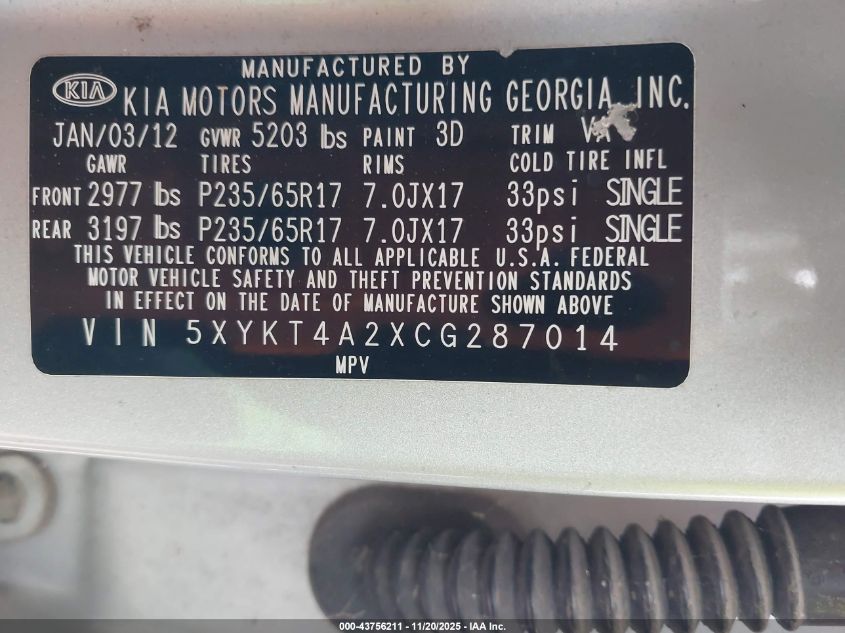 MANUFACTURED BY
KIA KIA MOTORS MANUFACTURING GEORGIA, INC.
JAN/03/12 GVWR 5203 lbs PAINT 3D TRIM
GAWR TIRES RIMS COLD TIRE INFL
FRONT 2977 lbs P235/65R17 7.0JX17 33psi SINGLE
REAR 3197 lbs P235/65R17 7.0JX17 33psi SINGLE
THIS VEHICLE CONFORMS TO ALL APPLICABLE U.S.A. FEDERAL
MOTOR VEHICLE SAFETY AND THEFT PREVENTION STANDARDS
IN EFFECT ON THE DATE OF MANUFACTURE SHOWN ABOVE
VIN 5XYKT4A2XCG287014
MPV
000-43756211 — 11/20/2025 — IAA Inc.